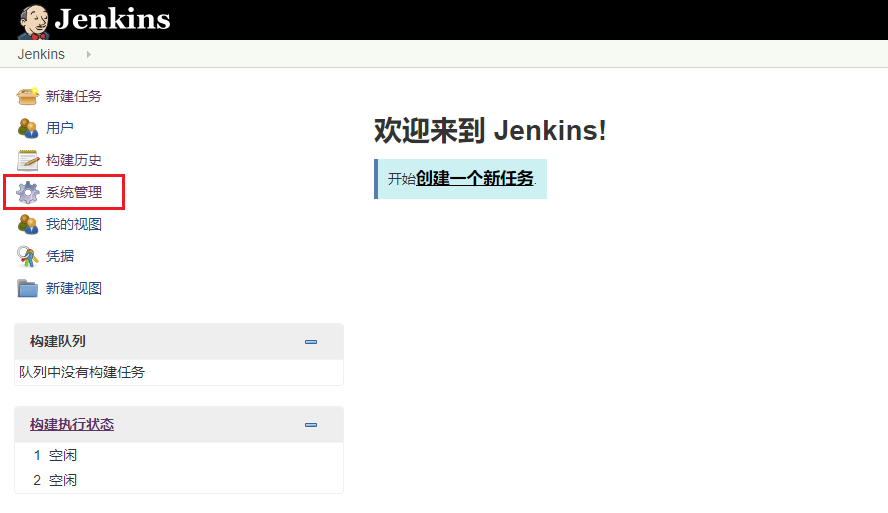 Jenkins
Jenkins
新建任务
用户
构建历史
系统管理
我的视图
凭据
新建视图
构建队列
队列中没有构建任务
构建执行状态
1 空闲
2 空闲
欢迎来到 Jenkins!
开始创建一个新任务.